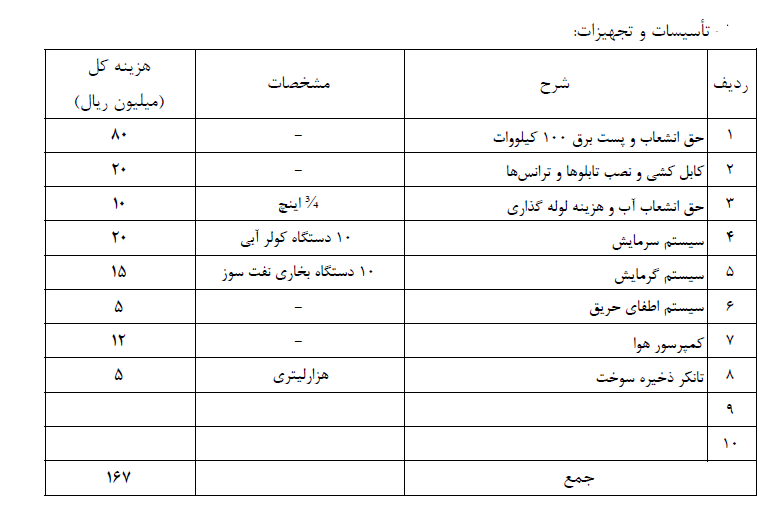 تأسیسات و تجهیزات:
ردیف شرح مشخصات هزینه کل (میلیون ریال)
۱ حق انشعاب و پست برق ۱۰۰ کیلووات – ۸۰
۲ کابل کشی و نصب تابلوها و ترانس‌ها – ۲۰
۳ حق انشعاب آب و هزینه لوله گذاری ¾ اینچ ۱۰
۴ سیستم سرمایش ۱۰ دستگاه کولر آبی ۲۰
۵ سیستم گرمایش ۱۰ دستگاه بخاری نفت سوز ۱۵
۶ سیستم اطفای حریق – ۵
۷ کمپرسور هوا – ۱۲
۸ تانکر ذخیره سوخت هزارلیتری ۵
۹
۱۰
جمع ۱۶۷